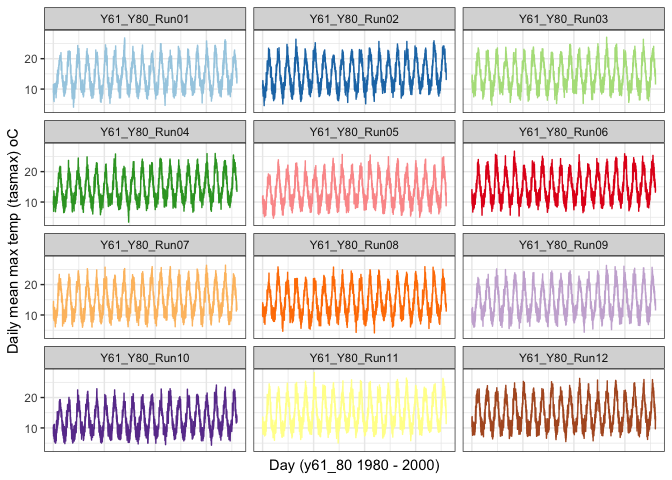 Y61_Y80_Run01
Y61_Y80_Run02
Y61_Y80_Run03
20
10
Y61_Y80_Run04
Y61_Y80_Run05
Y61_Y80_Run06
20
10
Y61_Y80_Run07
Y61_Y80_Run08
Y61_Y80_Run09
20
10
Y61_Y80_Run10
Y61_Y80_Run11
Y61_Y80_Run12
20
10
Daily mean max temp (tasmax) oC
Day (y61_80 1980 - 2000)